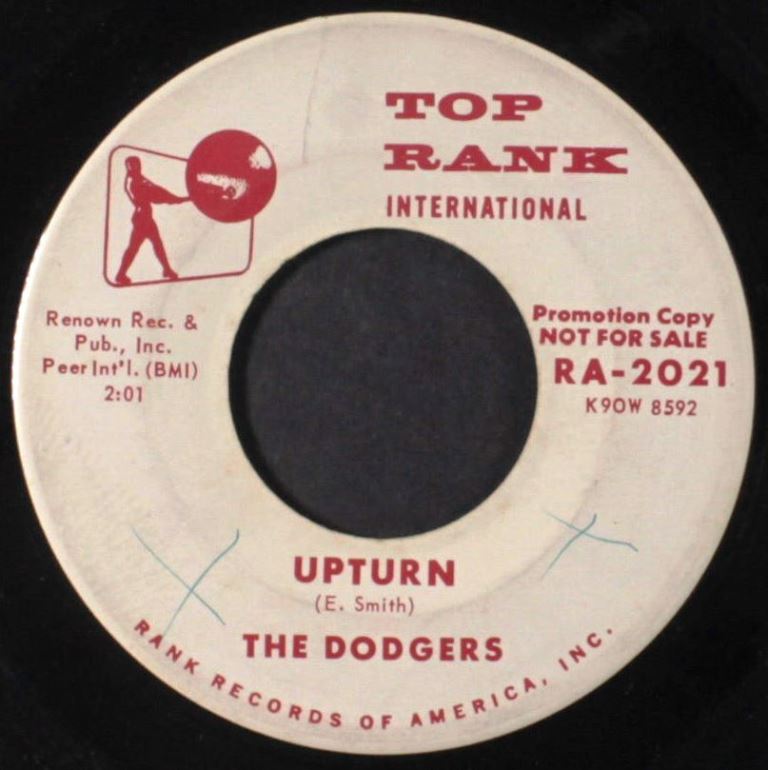 TOP
RANK
INTERNATIONAL
Renown Rec. &
Pub., Inc.
Peer Int'l. (BMI)
2:01
Promotion Copy
NOT FOR SALE
RA-2021
K9OW 8592
UPTURN
(E. Smith)
THE DODGERS
RANK RECORDS OF AMERICA, INC.